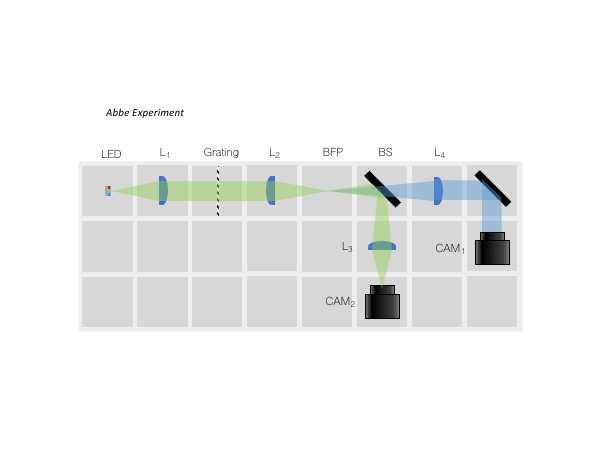 Abbe Experiment
LED L₁ Grating L₂ BFP BS L₄
L₃ CAM₁
CAM₂